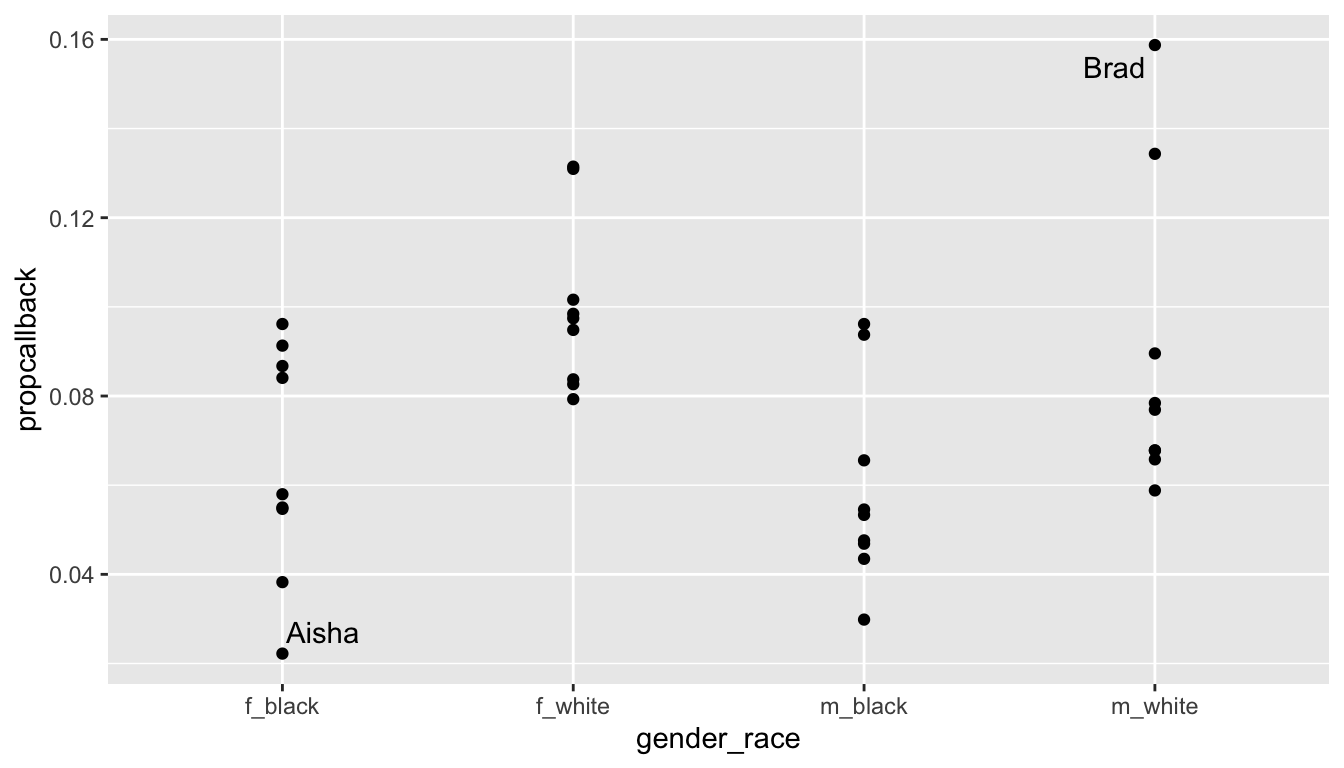 0.16
Brad
0.12
propcallback
0.08
0.04
Aisha
f_black f_white m_black m_white
gender_race